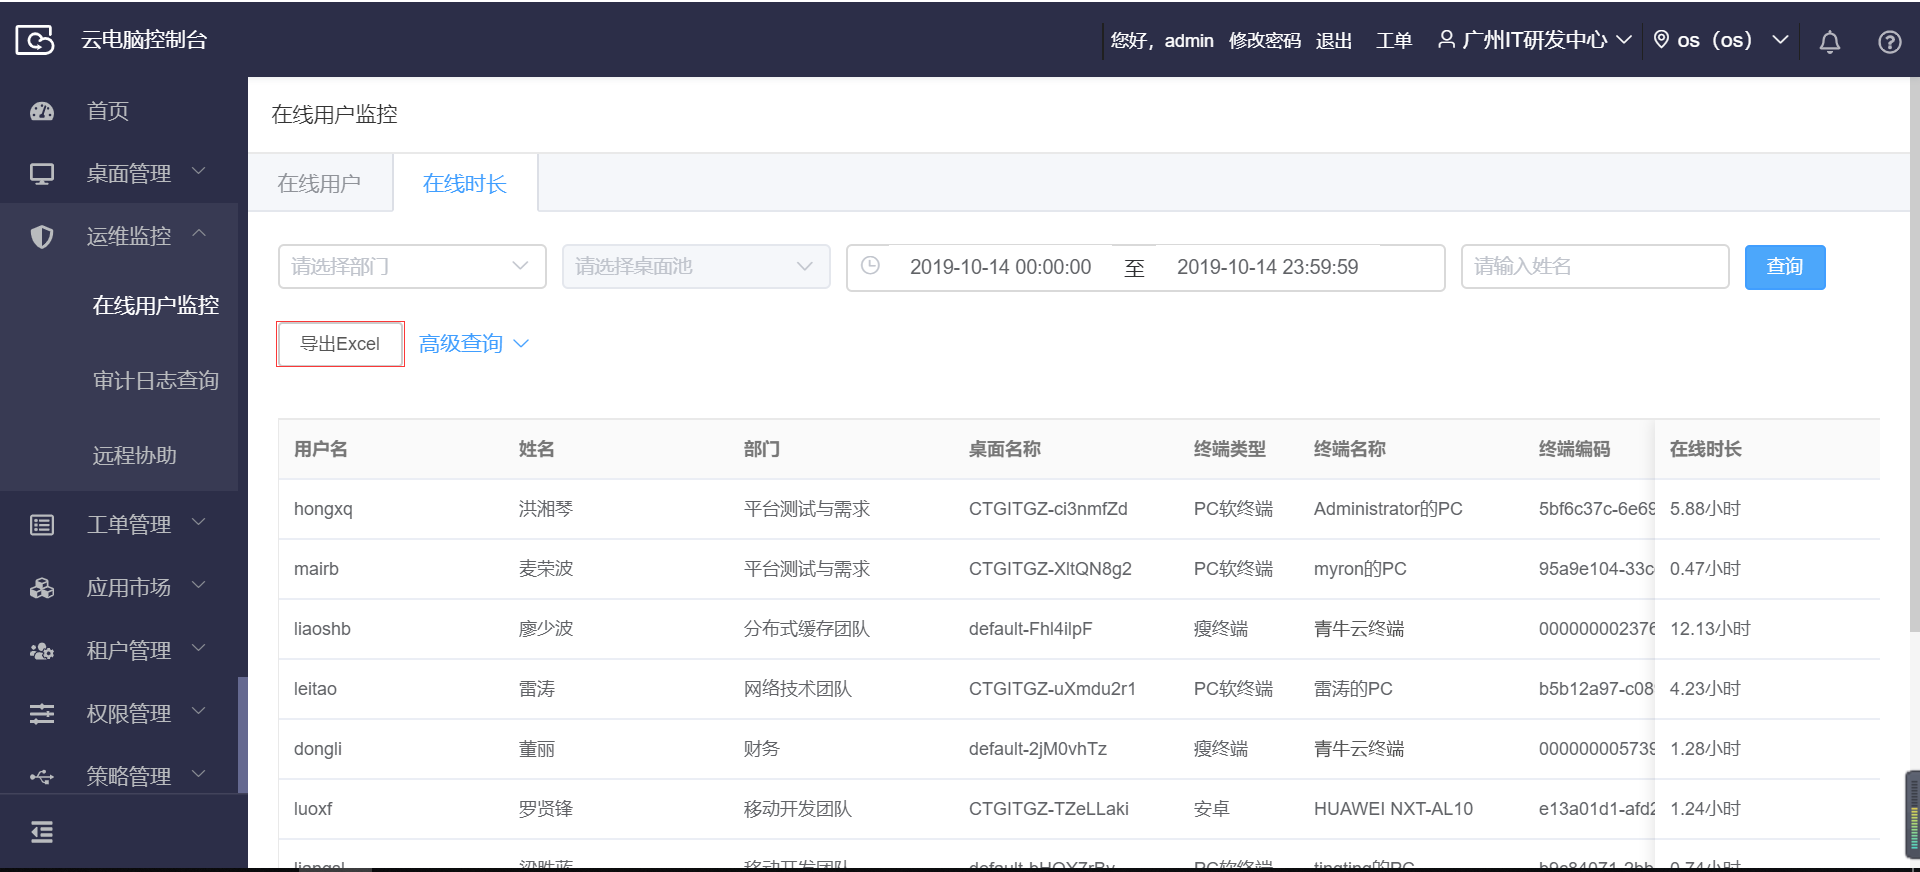 云电脑控制台
您好，admin 修改密码 退出 工单 广州IT研发中心 os（os）
首页
桌面管理
运维监控
在线用户监控
审计日志查询
远程协助
工单管理
应用市场
租户管理
权限管理
策略管理
在线用户监控
在线用户 在线时长
请选择部门 请选择桌面池 2019-10-14 00:00:00 至 2019-10-14 23:59:59 请输入姓名 查询
导出Excel 高级查询
用户名 姓名 部门 桌面名称 终端类型 终端名称 终端编码 在线时长
hongxq 洪湘琴 平台测试与需求 CTGITGZ-ci3nmfZd PC软终端 Administrator的PC 5bf6c37c-6e69 5.88小时
mairb 麦荣波 平台测试与需求 CTGITGZ-XltQN8g2 PC软终端 myron的PC 95a9e104-33c 0.47小时
liaoshb 廖少波 分布式缓存团队 default-Fhl4ilpF 瘦终端 青牛云终端 000000002376 12.13小时
leitao 雷涛 网络技术团队 CTGITGZ-uXmdu2r1 PC软终端 雷涛的PC b5b12a97-c08 4.23小时
dongli 董丽 财务 default-2jM0vhTz 瘦终端 青牛云终端 000000005739 1.28小时
luoxf 罗贤锋 移动开发团队 CTGITGZ-TZeLLaki 安卓 HUAWEI NXT-AL10 e13a01d1-afd2 1.24小时
移动开发团队 PC软终端 0.74小时